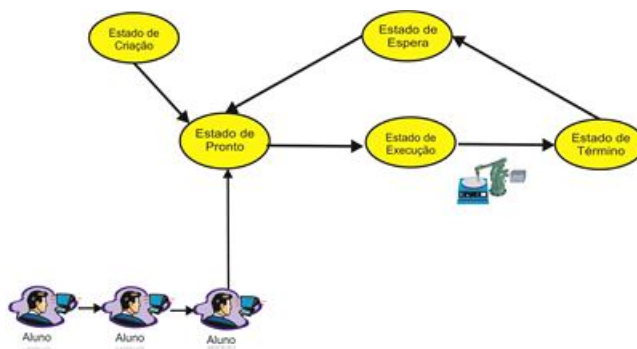 Estado de
Criação
Estado de
Espera
Estado de
Pronto
Estado de
Execução
Estado de
Término
Aluno
Aluno
Aluno